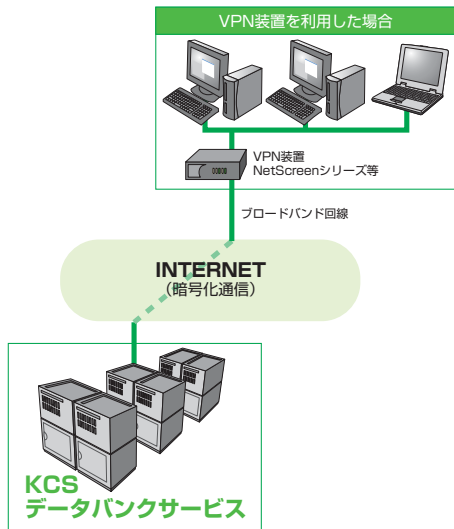 VPN装置を利用した場合
VPN装置
NetScreenシリーズ等
ブロードバンド回線
INTERNET
（暗号化通信）
KCS
データバンクサービス